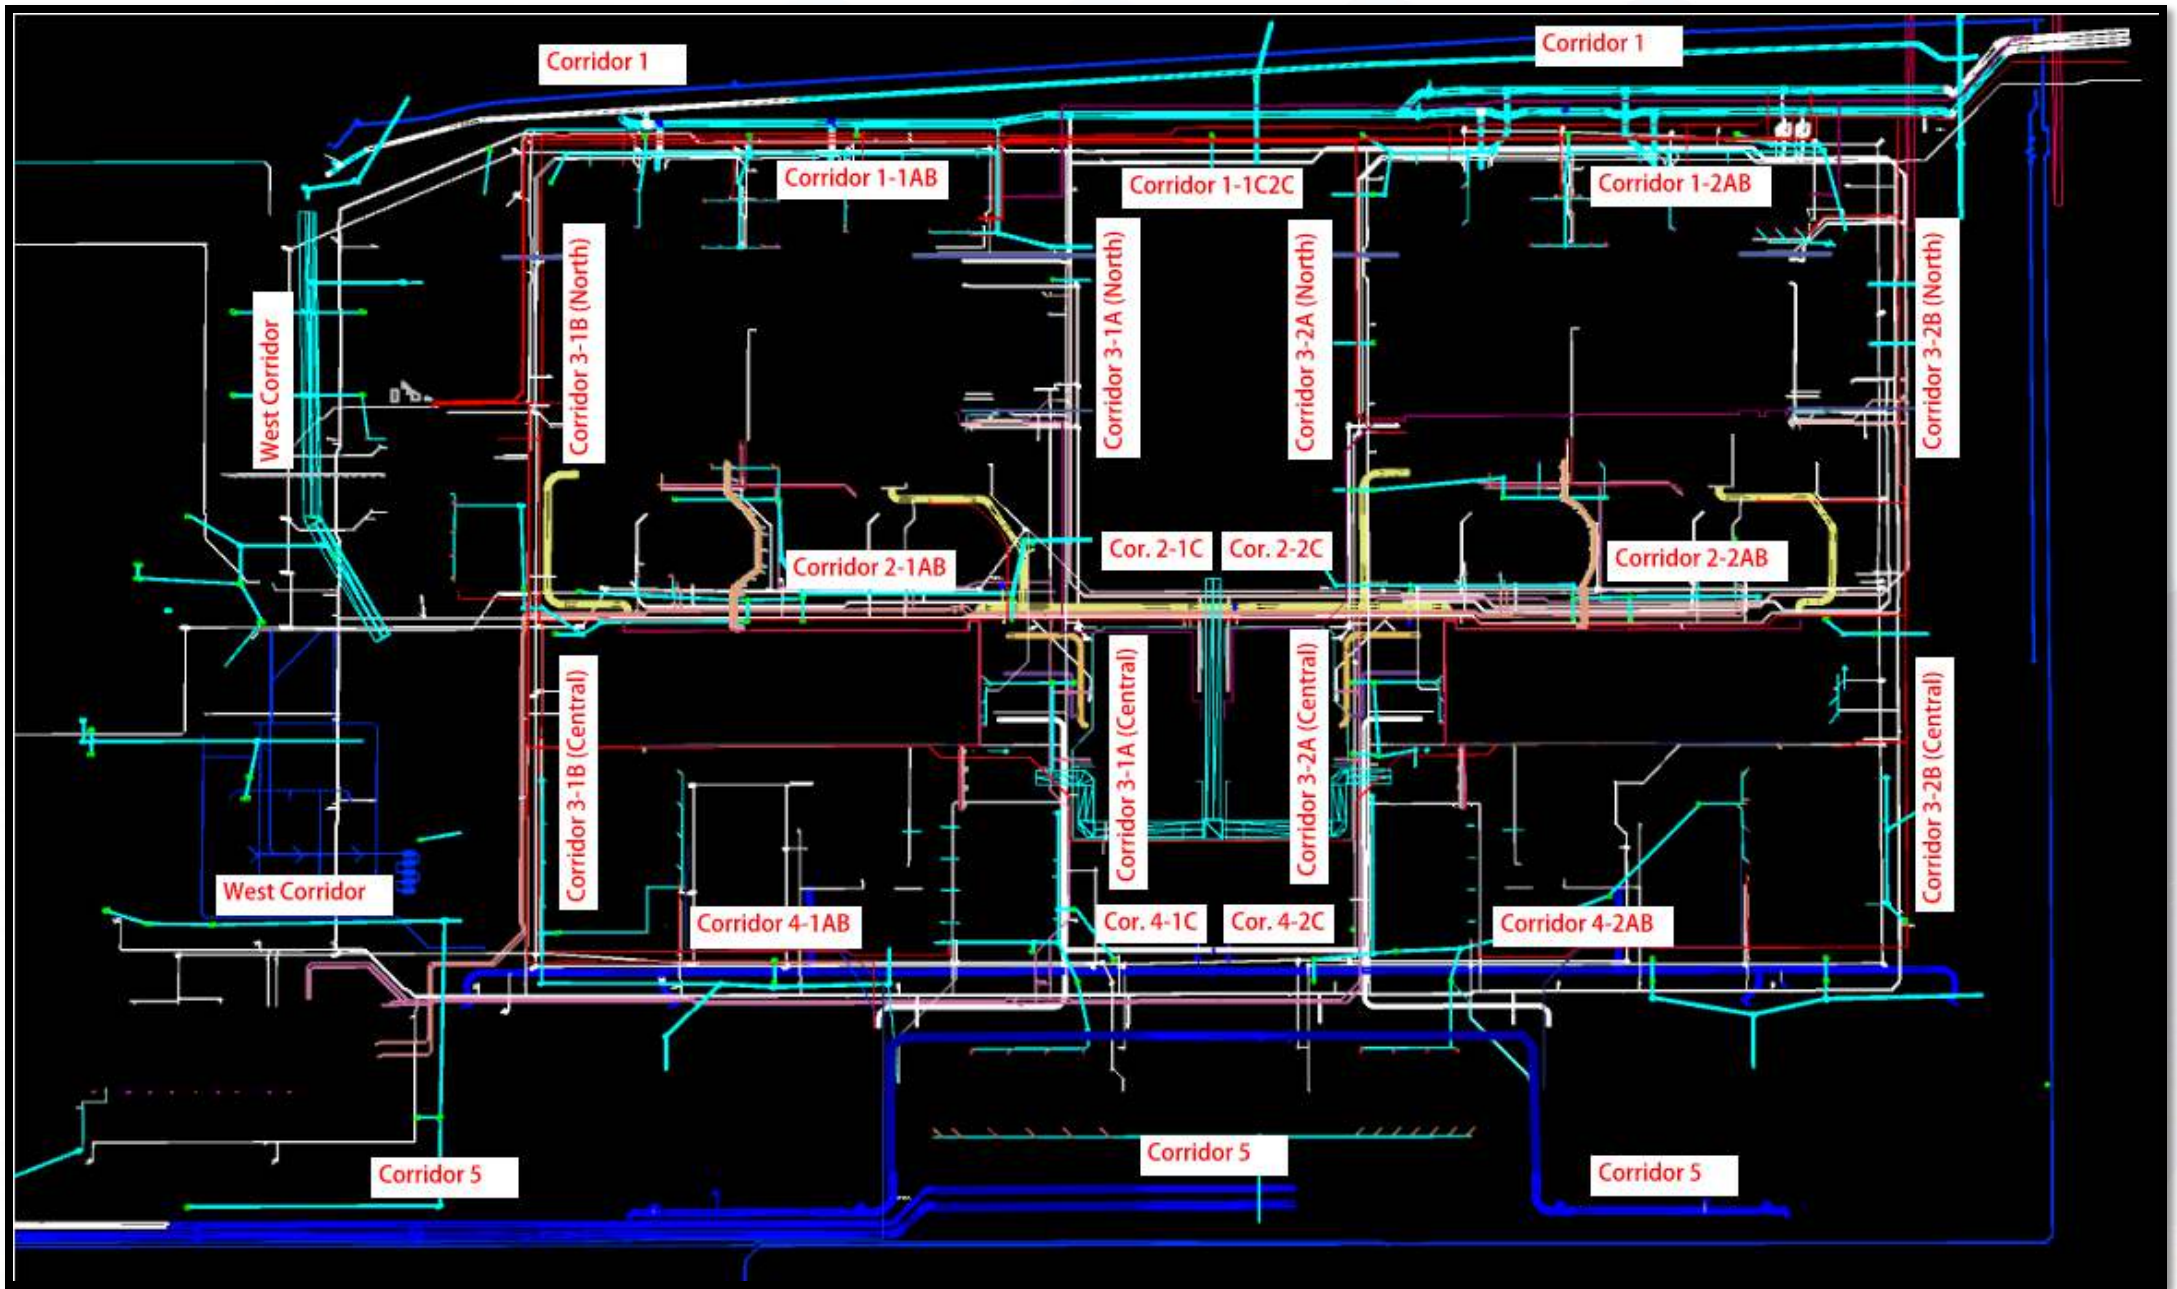 Corridor 1
Corridor 1
Corridor 1-1AB
Corridor 1-1C2C
Corridor 1-2AB
West Corridor
Corridor 3-1B (North)
Corridor 3-1A (North)
Corridor 3-2A (North)
Corridor 3-2B (North)
Corridor 2-1AB
Cor. 2-1C
Cor. 2-2C
Corridor 2-2AB
Corridor 3-1B (Central)
Corridor 3-1A (Central)
Corridor 3-2A (Central)
Corridor 3-2B (Central)
West Corridor
Corridor 4-1AB
Cor. 4-1C
Cor. 4-2C
Corridor 4-2AB
Corridor 5
Corridor 5
Corridor 5